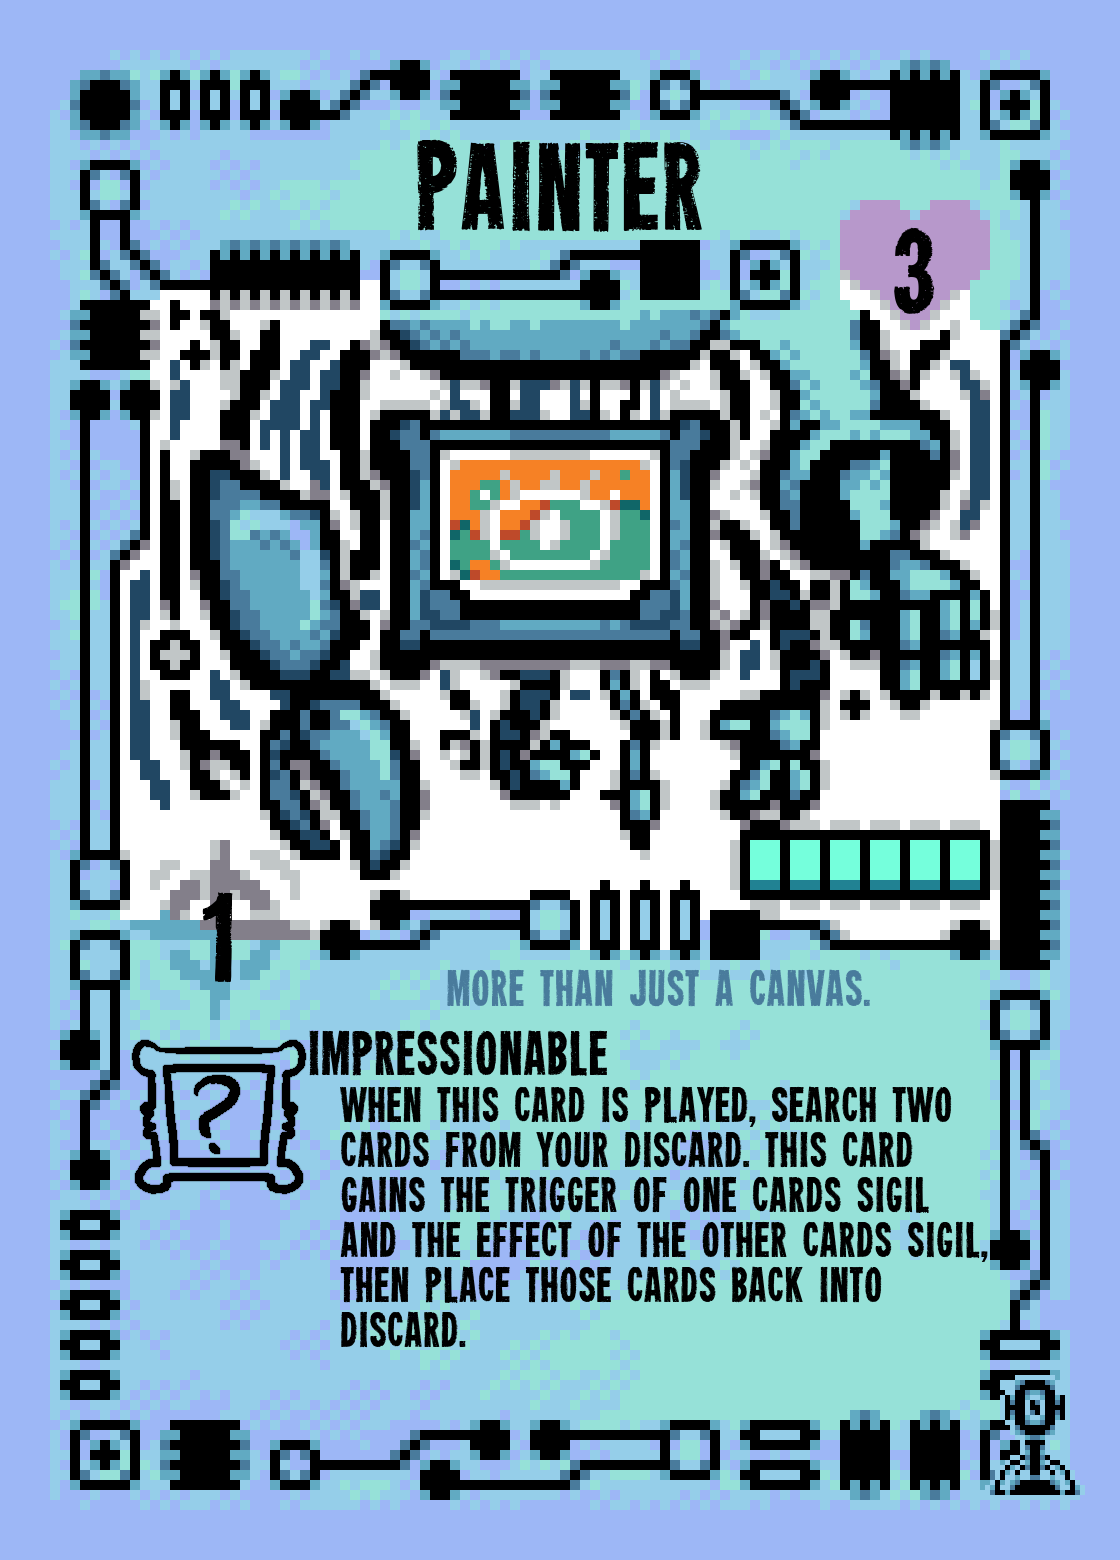 PAINTER
3
1
MORE THAN JUST A CANVAS.
?
IMPRESSIONABLE
WHEN THIS CARD IS PLAYED, SEARCH TWO
CARDS FROM YOUR DISCARD. THIS CARD
GAINS THE TRIGGER OF ONE CARDS SIGIL
AND THE EFFECT OF THE OTHER CARDS SIGIL,
THEN PLACE THOSE CARDS BACK INTO
DISCARD.